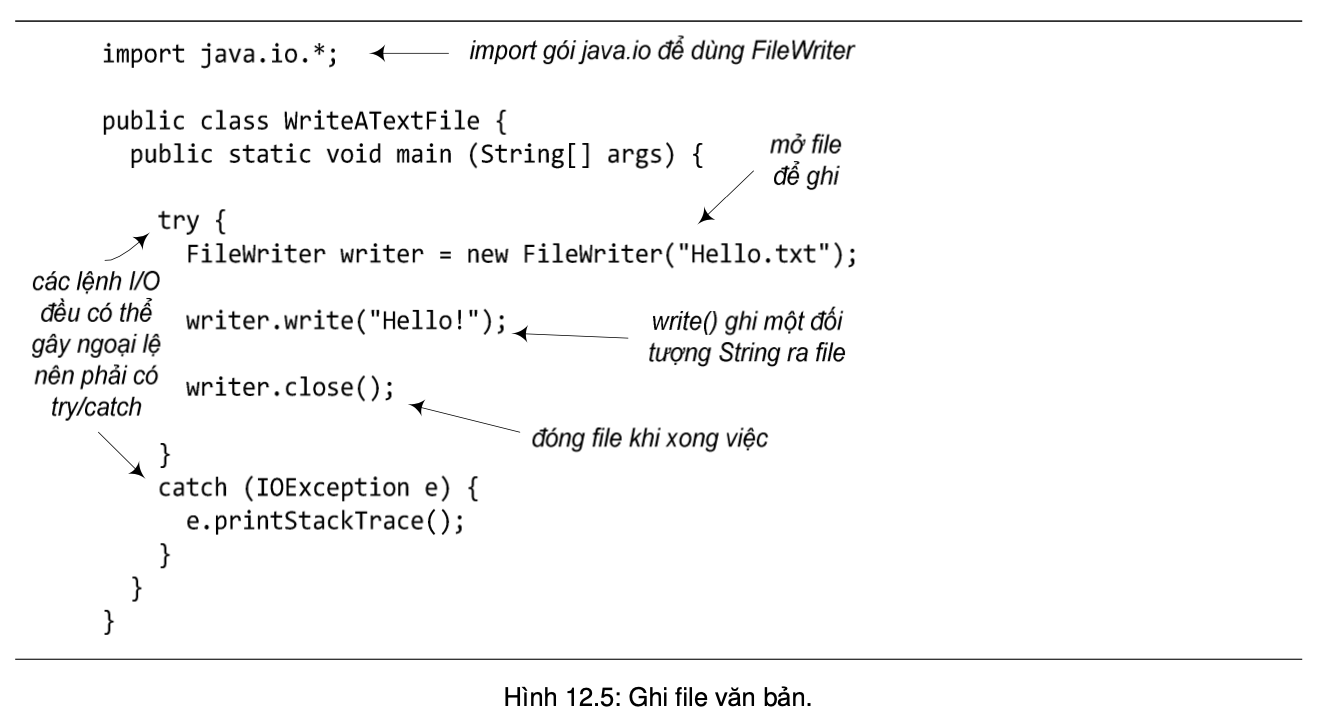 import java.io.*;
import gói java.io để dùng FileWriter
public class WriteATextFile {
public static void main (String[] args) {
mở file
để ghi
try {
FileWriter writer = new FileWriter("Hello.txt");
các lệnh I/O
đều có thể
gây ngoại lệ
nên phải có
try/catch
writer.write("Hello!");
write() ghi một đối
tượng String ra file
writer.close();
đóng file khi xong việc
}
catch (IOException e) {
e.printStackTrace();
}
}
}
Hình 12.5: Ghi file văn bản.